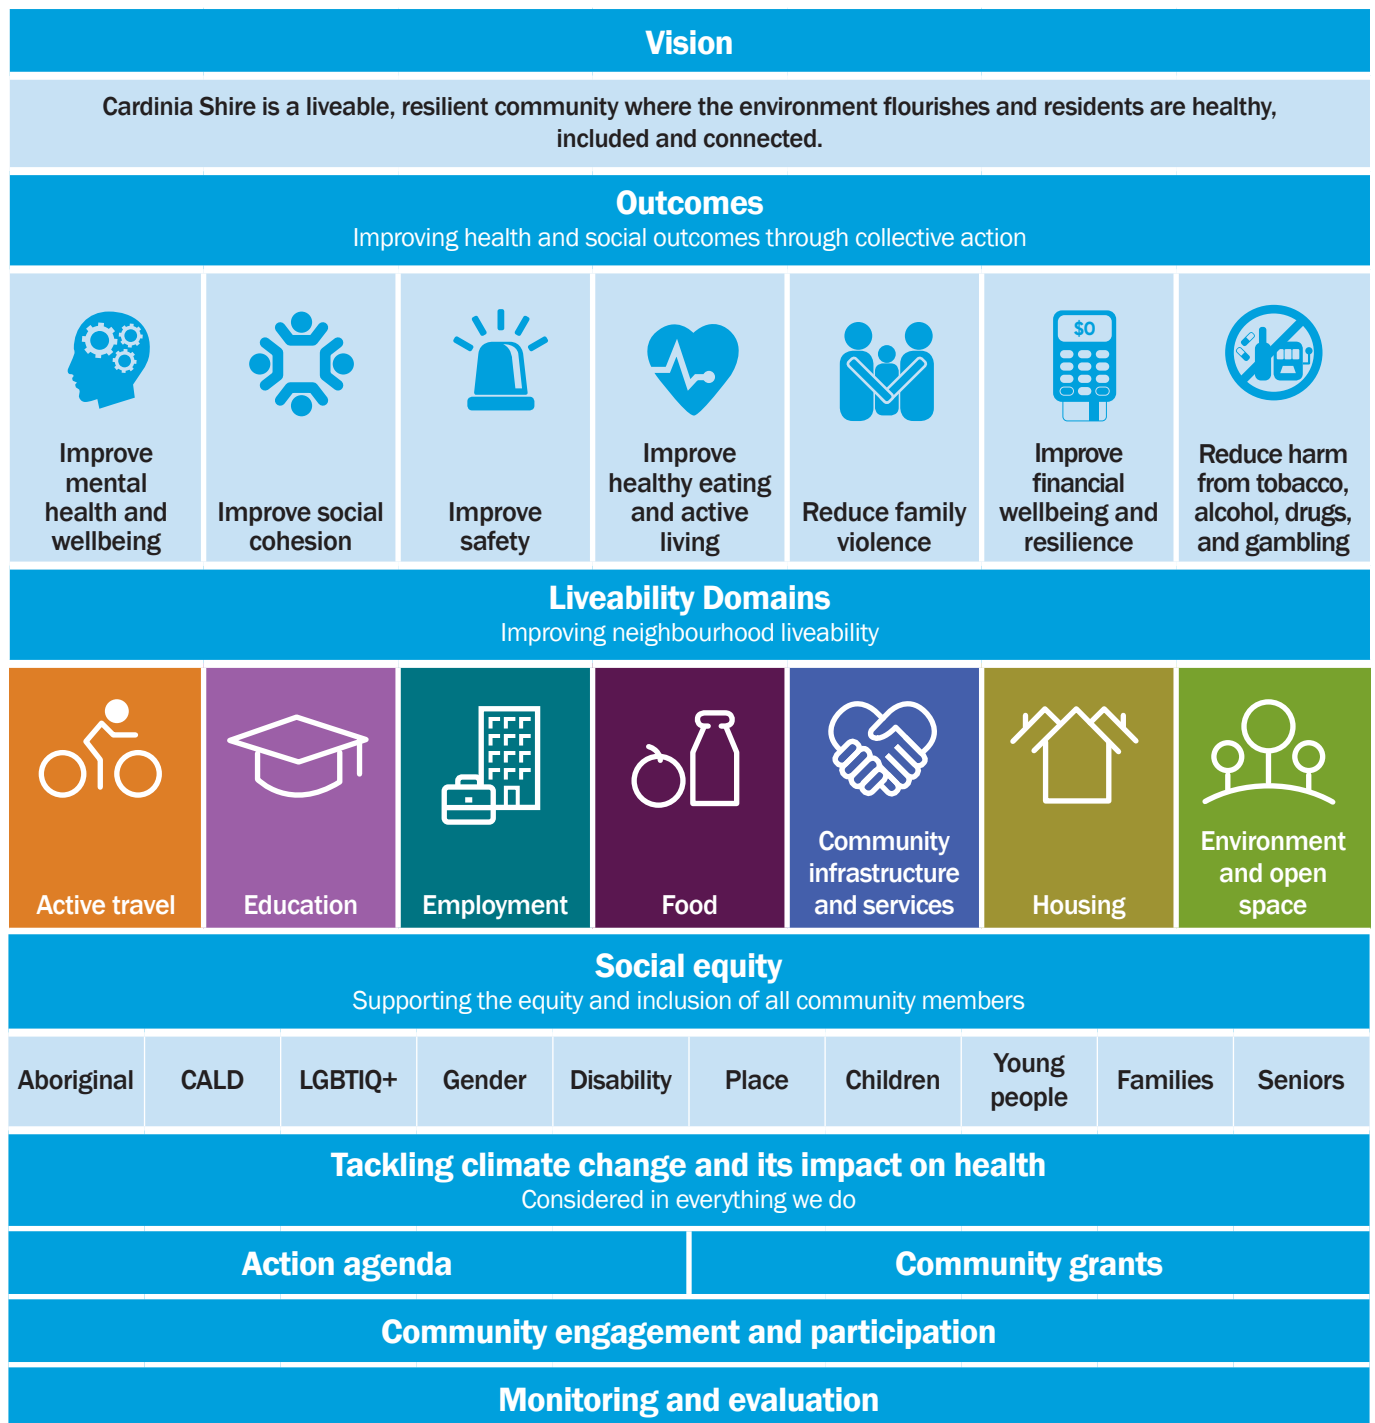 Vision
Cardinia Shire is a liveable, resilient community where the environment flourishes and residents are healthy,
included and connected.
Outcomes
Improving health and social outcomes through collective action
$0
Improve
mental
health and
wellbeing
Improve social
cohesion
Improve
safety
Improve
healthy eating
and active
living
Reduce family
violence
Improve
financial
wellbeing and
resilience
Reduce harm
from tobacco,
alcohol, drugs,
and gambling
Liveability Domains
Improving neighbourhood liveability
Active travel
Education
Employment
Food
Community
infrastructure
and services
Housing
Environment
and open
space
Social equity
Supporting the equity and inclusion of all community members
Aboriginal
CALD
LGBTIQ+
Gender
Disability
Place
Children
Young
people
Families
Seniors
Tackling climate change and its impact on health
Considered in everything we do
Action agenda
Community grants
Community engagement and participation
Monitoring and evaluation